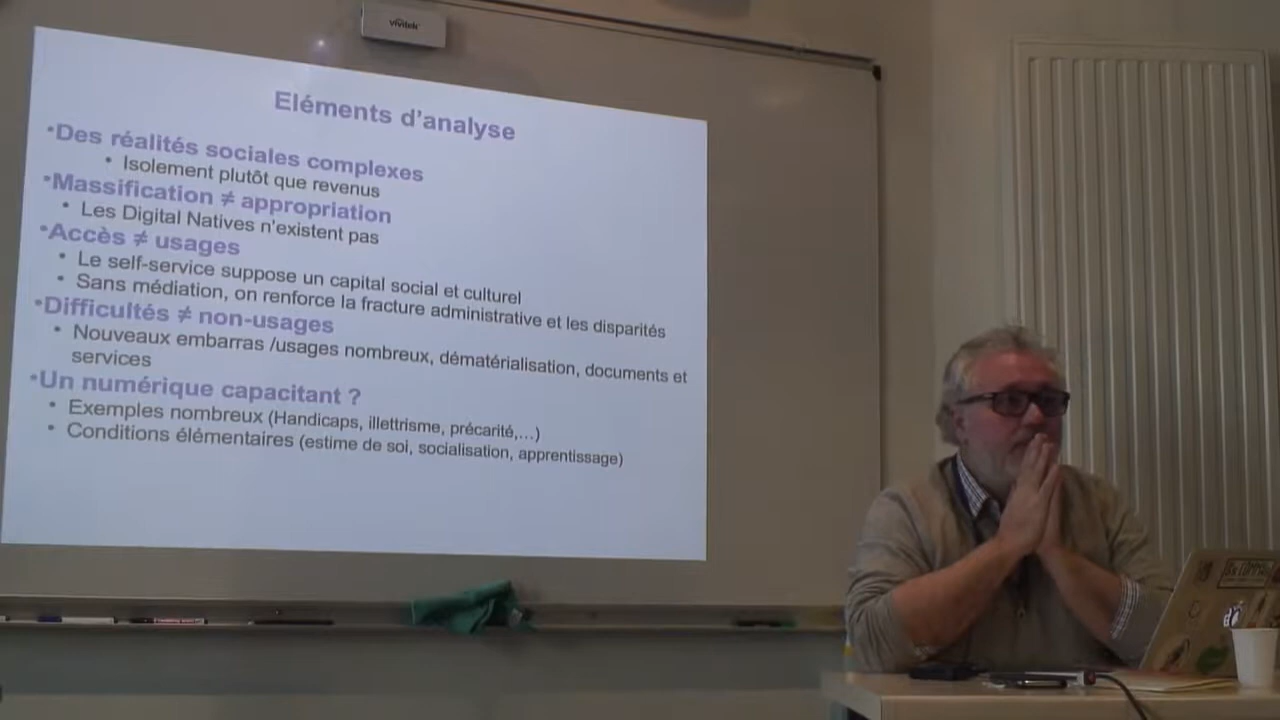 vivitek
Eléments d'analyse
•Des réalités sociales complexes
• Isolement plutôt que revenus
•Massification ≠ appropriation
• Les Digital Natives n'existent pas
•Accès ≠ usages
• Le self-service suppose un capital social et culturel
• Sans médiation, on renforce la fracture administrative et les disparités
•Difficultés ≠ non-usages
• Nouveaux embarras /usages nombreux, dématérialisation, documents et
services
•Un numérique capacitant ?
• Exemples nombreux (Handicaps, illettrisme, précarité,...)
• Conditions élémentaires (estime de soi, socialisation, apprentissage)